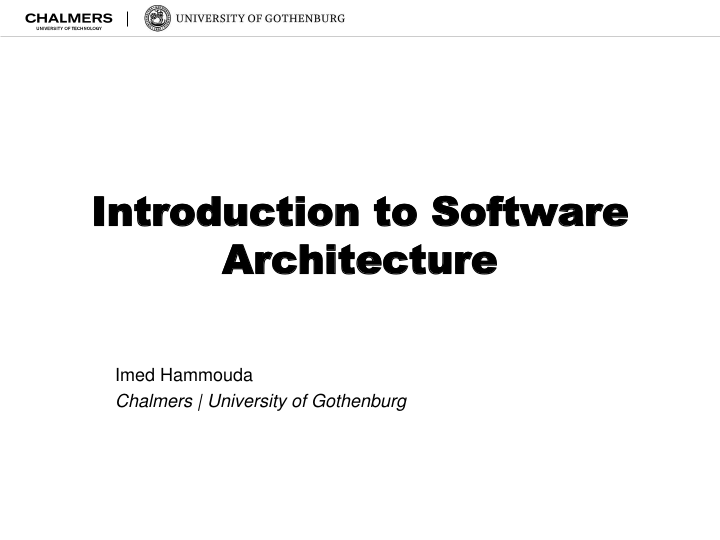 CHALMERS
UNIVERSITY OF TECHNOLOGY
UNIVERSITY OF GOTHENBURG
Introduction to Software
Architecture
Imed Hammouda
Chalmers | University of Gothenburg